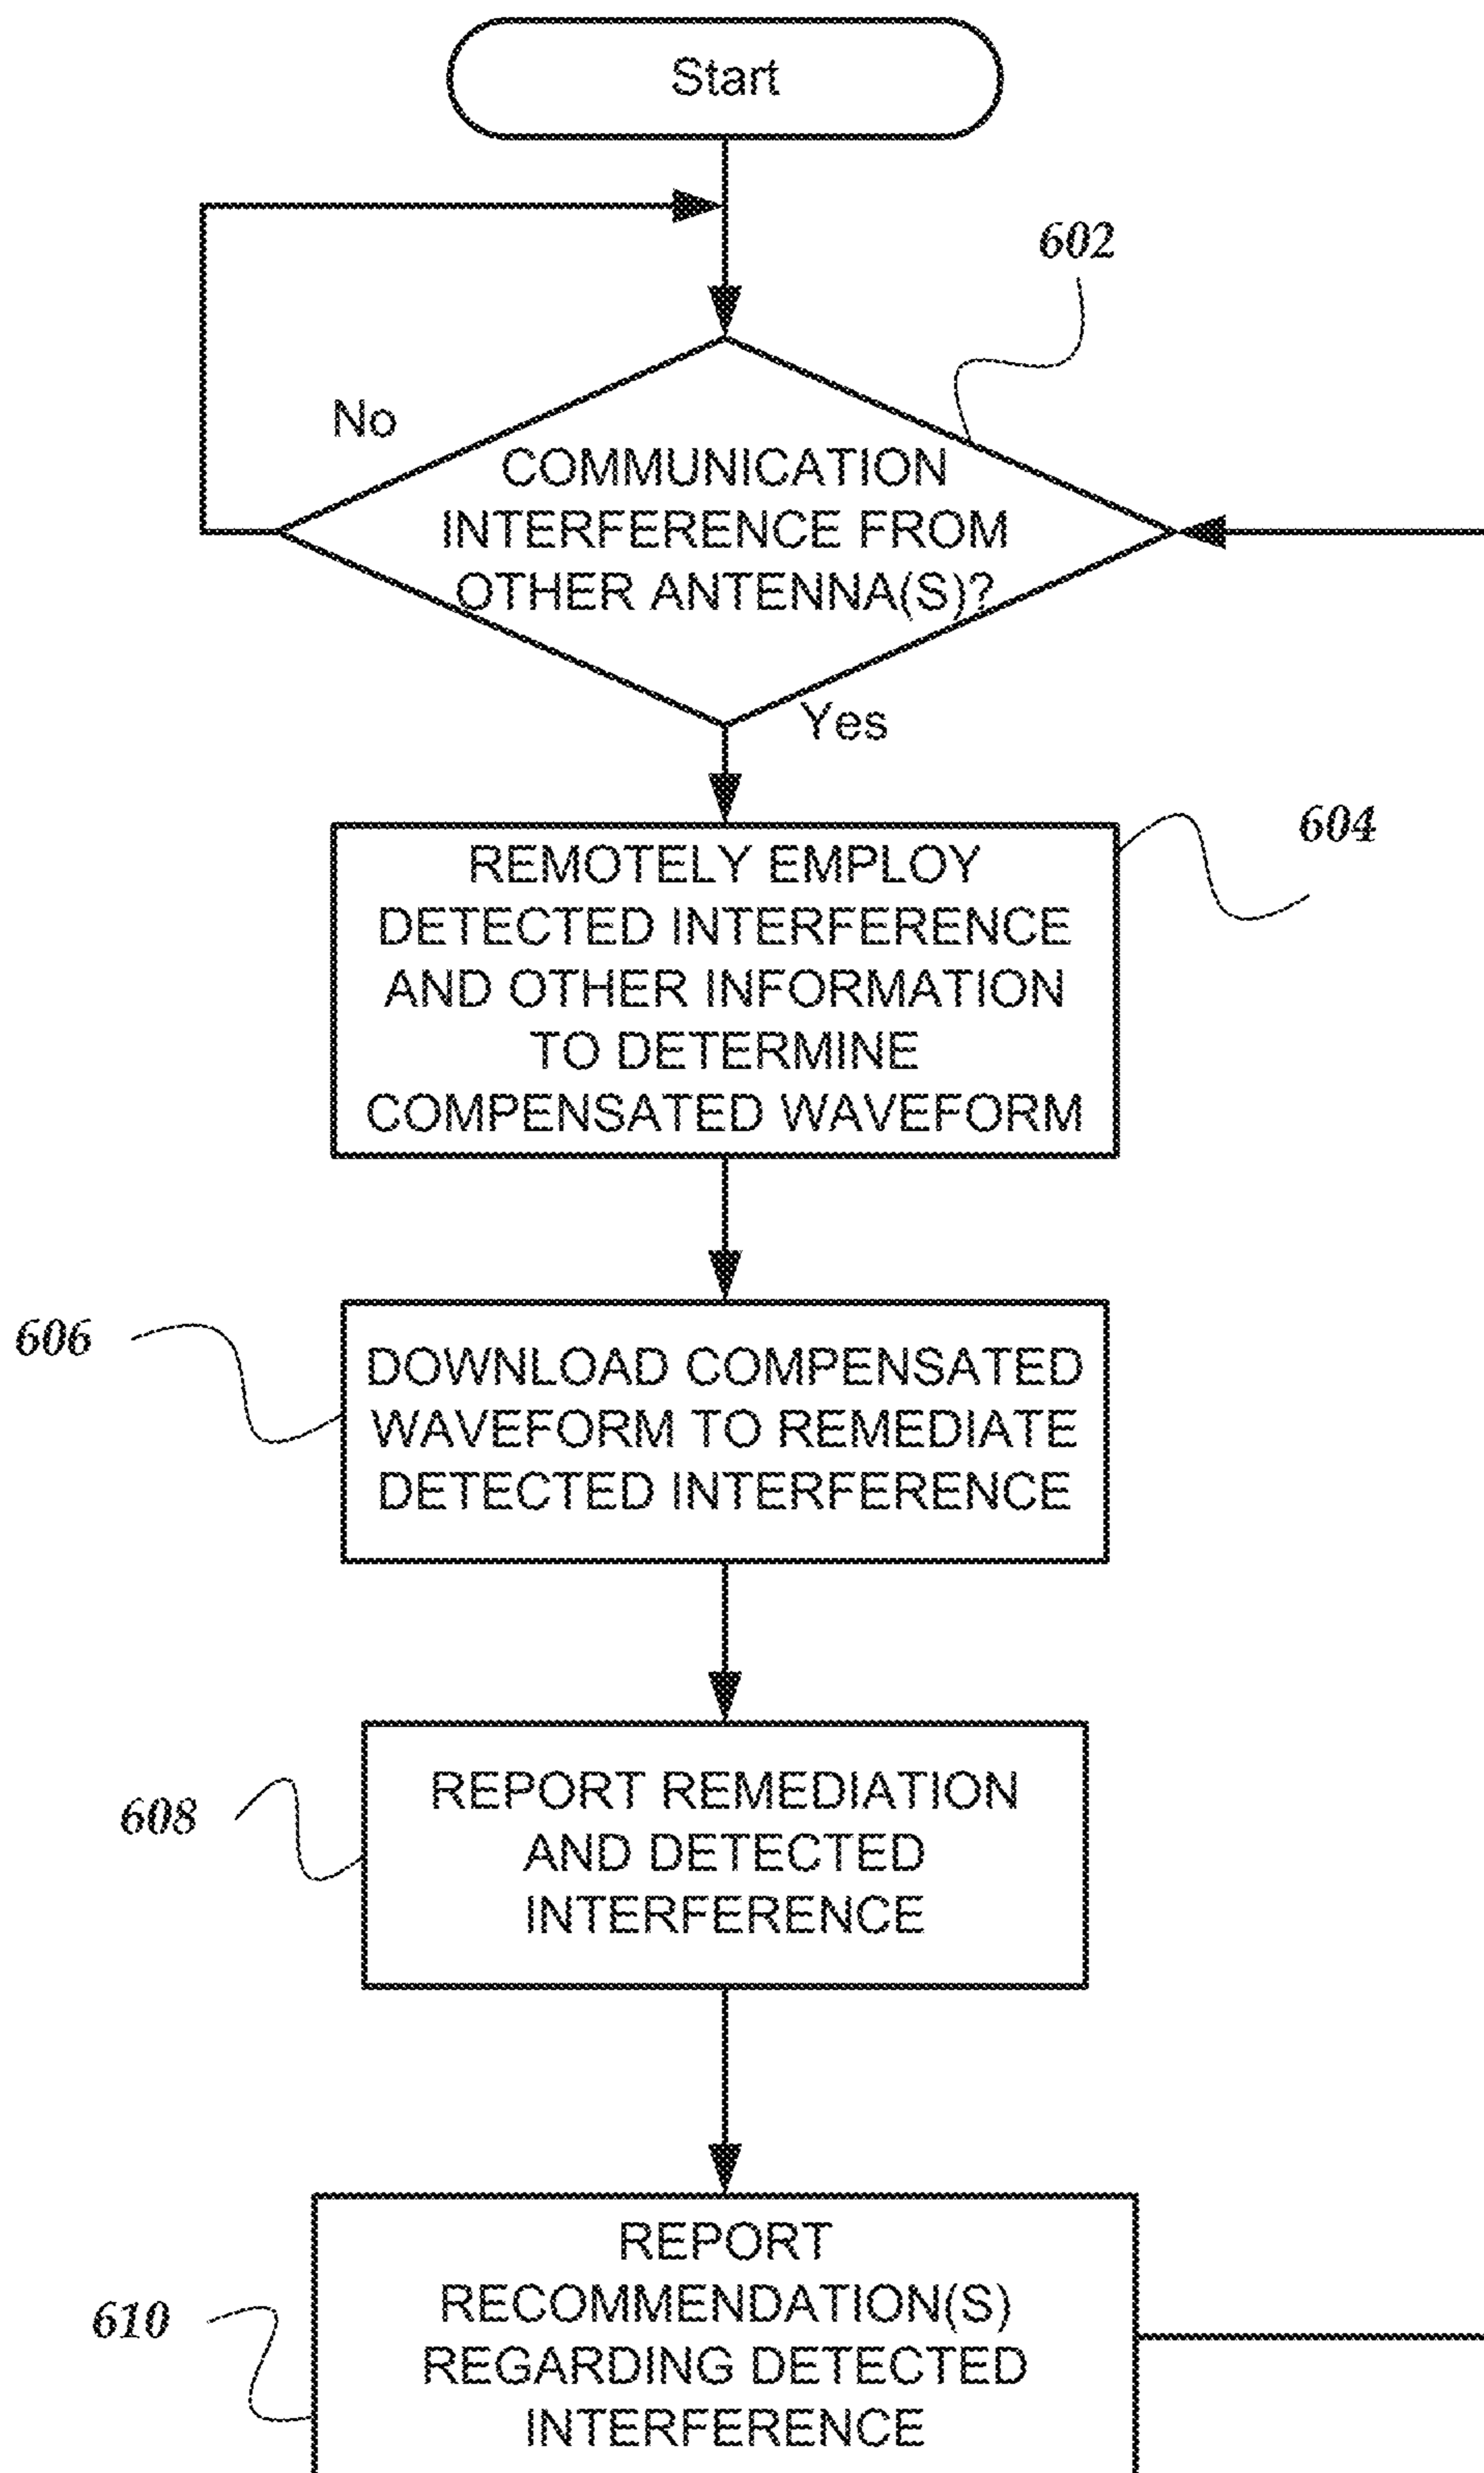 Start
602
No
COMMUNICATION
INTERFERENCE FROM
OTHER ANTENNA(S)?
Yes
604
REMOTELY EMPLOY
DETECTED INTERFERENCE
AND OTHER INFORMATION
TO DETERMINE
COMPENSATED WAVEFORM
606
DOWNLOAD COMPENSATED
WAVEFORM TO REMEDIATE
DETECTED INTERFERENCE
608
REPORT REMEDIATION
AND DETECTED
INTERFERENCE
610
REPORT
RECOMMENDATION(S)
REGARDING DETECTED
INTERFERENCE